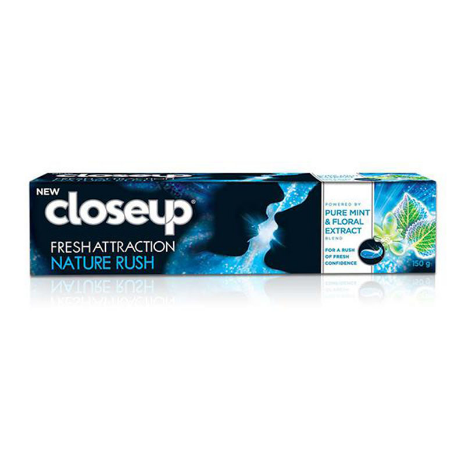 NEW
closeup®
FRESH ATTRACTION
NATURE RUSH
POWERED BY
PURE MINT
& FLORAL
EXTRACT
BLEND
FOR A RUSH
OF FRESH
CONFIDENCE
150 g